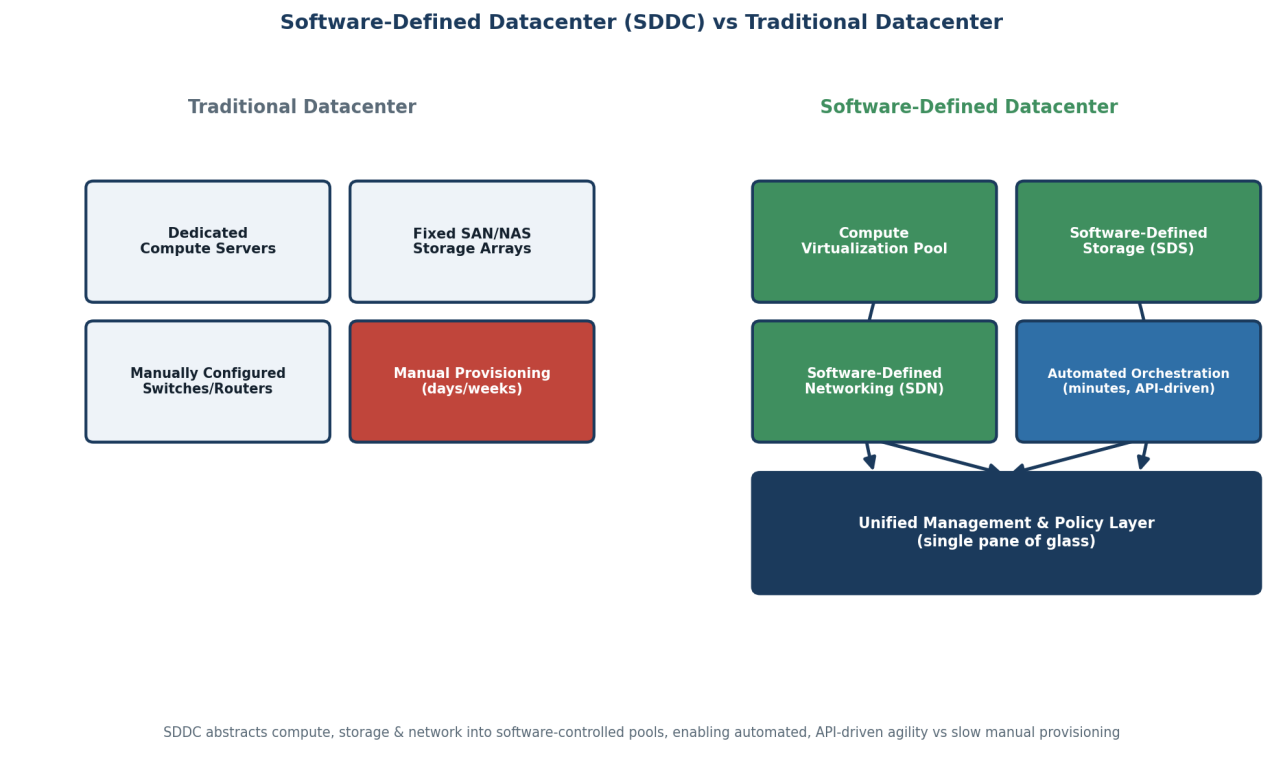 Software-Defined Datacenter (SDDC) vs Traditional Datacenter
Traditional Datacenter
Dedicated
Compute Servers
Fixed SAN/NAS
Storage Arrays
Manually Configured
Switches/Routers
Manual Provisioning
(days/weeks)
Software-Defined Datacenter
Compute
Virtualization Pool
Software-Defined
Storage (SDS)
Software-Defined
Networking (SDN)
Automated Orchestration
(minutes, API-driven)
Unified Management & Policy Layer
(single pane of glass)
SDDC abstracts compute, storage & network into software-controlled pools, enabling automated, API-driven agility vs slow manual provisioning